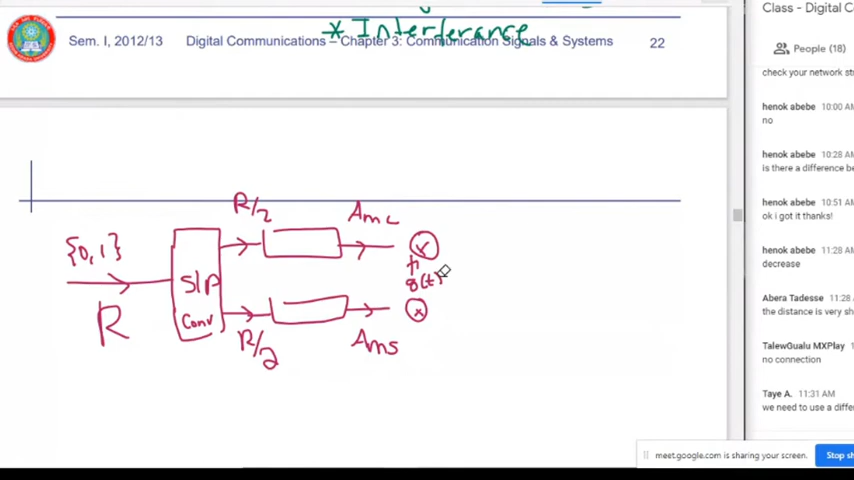 * Interferance
Sem. I, 2012/13 Digital Communications – Chapter 3: Communication Signals & Systems 22
R/2
Amc
{0,1}
S/P
Conv
R
g(t)
R/2
Ams
Class - Digital C
People (18)
check your network st
henok abebe 10:00 AM
no
henok abebe 10:28 AM
is there a difference be
henok abebe 10:51 AM
ok i got it thanks!
henok abebe 11:28 AM
decrease
Abera Tadesse 11:28
the distance is very sh
TalewGualu MXPlay 11:
no connection
Taye A. 11:31 AM
we need to use a diffe
meet.google.com is sharing your screen.
Stop sh